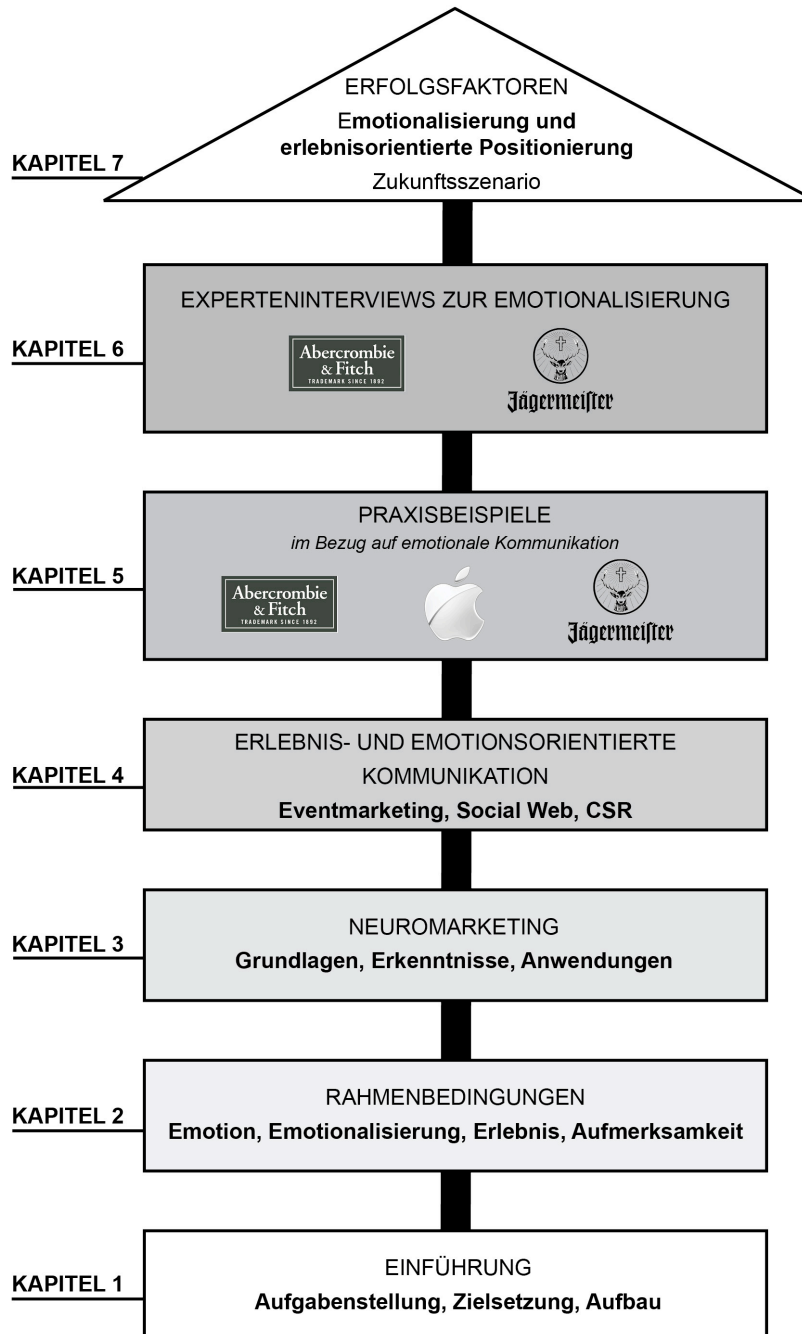 ERFOLGSFAKTOREN
Emotionalisierung und
erlebnisorientierte Positionierung
Zukunftsszenario
KAPITEL 7
EXPERTENINTERVIEWS ZUR EMOTIONALISIERUNG
KAPITEL 6
Abercrombie
& Fitch
TRADEMARK SINCE 1892
Jägermeiſter
PRAXISBEISPIELE
im Bezug auf emotionale Kommunikation
KAPITEL 5
Abercrombie
& Fitch
TRADEMARK SINCE 1892
Jägermeiſter
ERLEBNIS- UND EMOTIONSORIENTIERTE
KOMMUNIKATION
KAPITEL 4
Eventmarketing, Social Web, CSR
NEUROMARKETING
KAPITEL 3
Grundlagen, Erkenntnisse, Anwendungen
RAHMENBEDINGUNGEN
KAPITEL 2
Emotion, Emotionalisierung, Erlebnis, Aufmerksamkeit
EINFÜHRUNG
KAPITEL 1
Aufgabenstellung, Zielsetzung, Aufbau